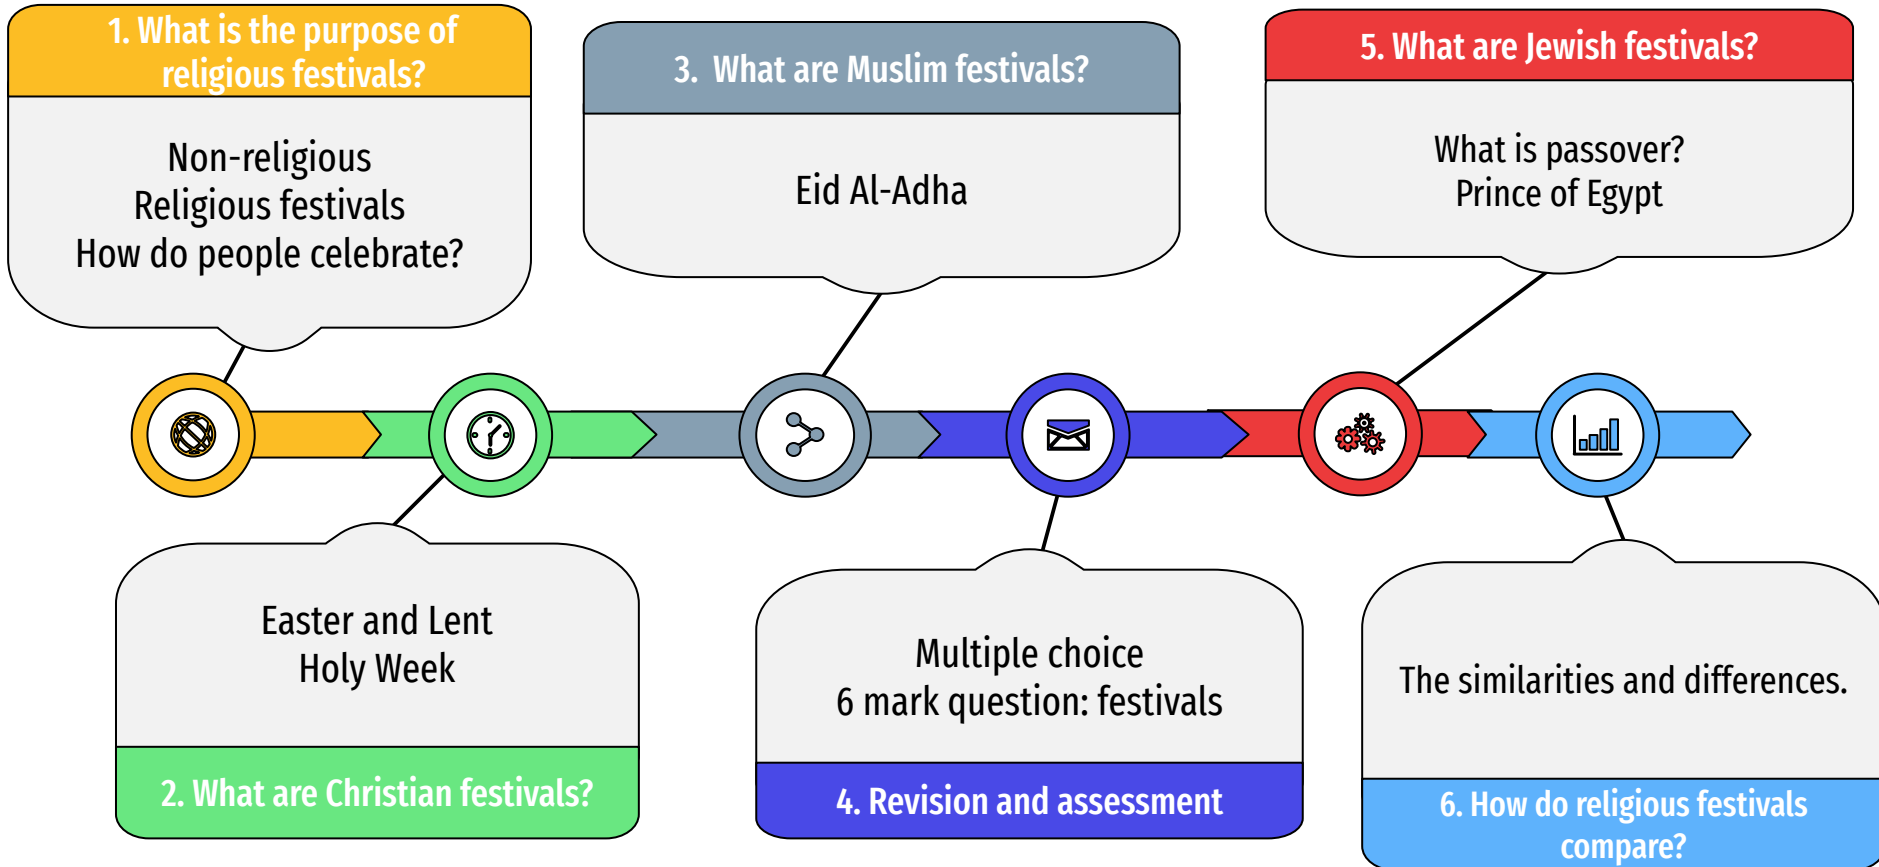 1. What is the purpose of
religious festivals?
Non-religious
Religious festivals
How do people celebrate?
Easter and Lent
Holy Week
2. What are Christian festivals?
3. What are Muslim festivals?
Eid Al-Adha
Multiple choice
6 mark question: festivals
4. Revision and assessment
5. What are Jewish festivals?
What is passover?
Prince of Egypt
The similarities and differences.
6. How do religious festivals
compare?